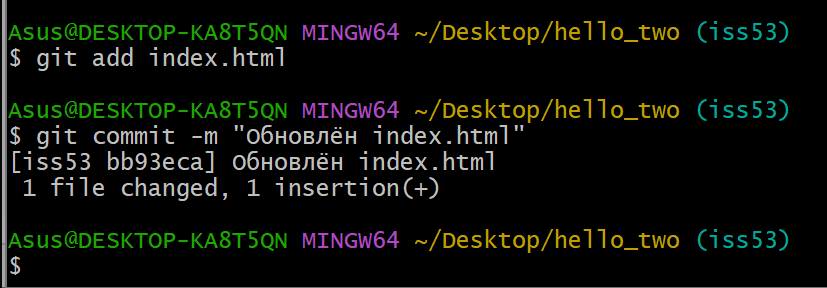 Asus@DESKTOP-KA8T5QN MINGW64 ~/Desktop/hello_two (iss53)
$ git add index.html
Asus@DESKTOP-KA8T5QN MINGW64 ~/Desktop/hello_two (iss53)
$ git commit -m "Обновлён index.html"
[iss53 bb93eca] Обновлён index.html
 1 file changed, 1 insertion(+)
Asus@DESKTOP-KA8T5QN MINGW64 ~/Desktop/hello_two (iss53)
$